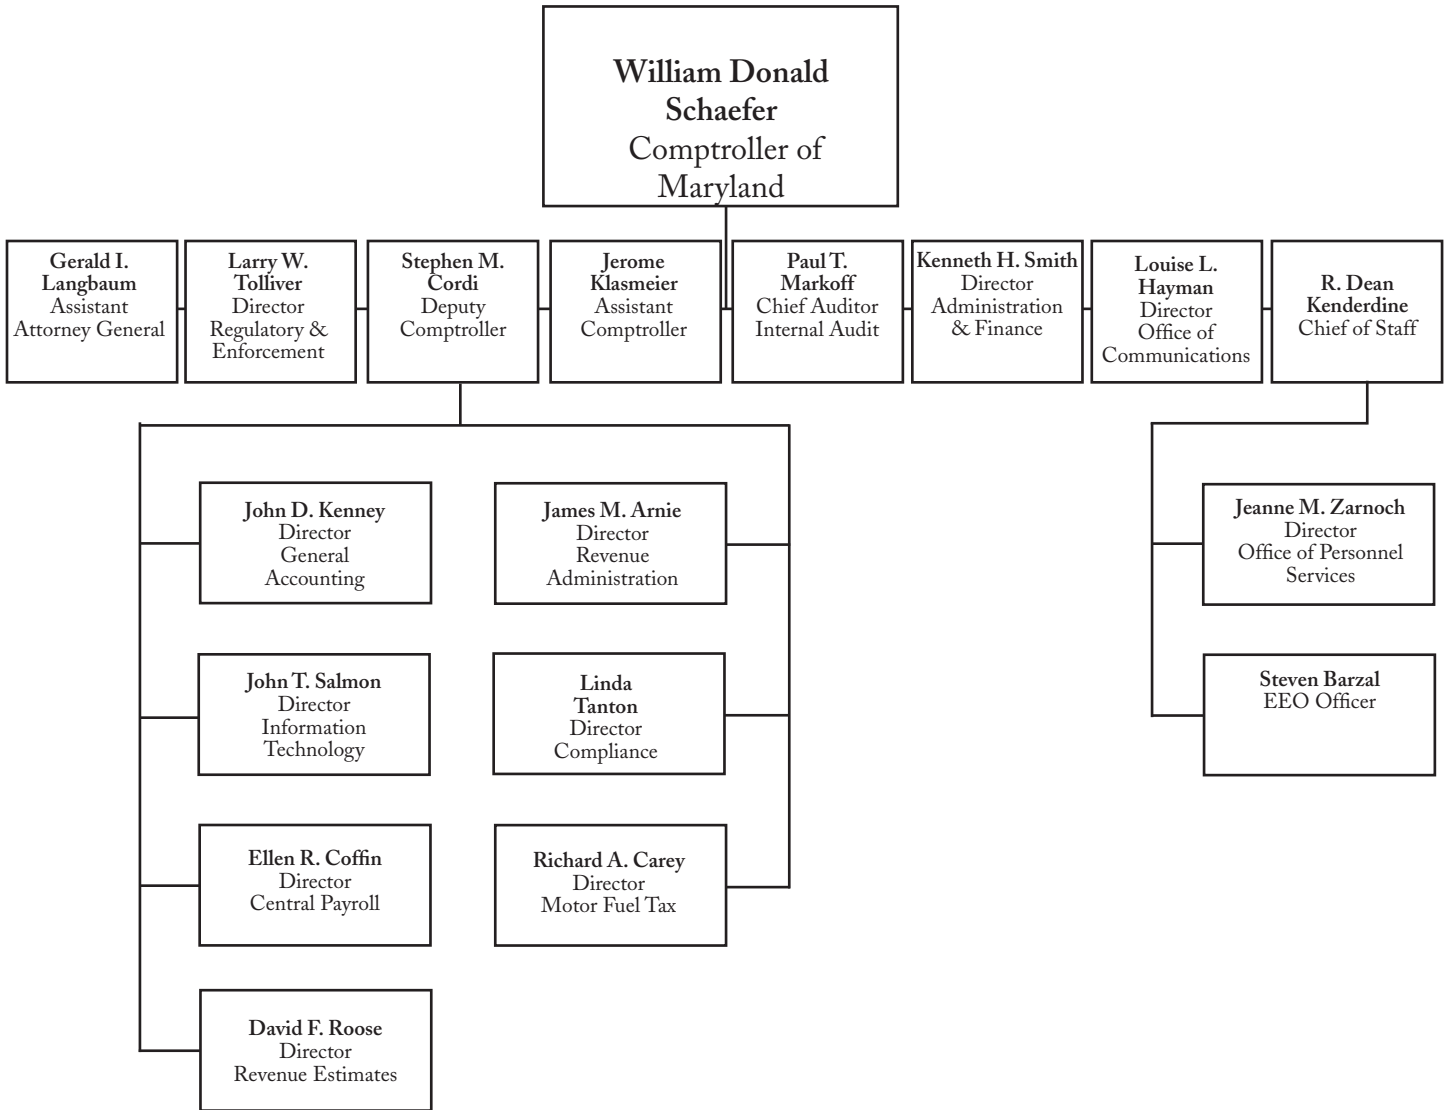 William Donald
Schaefer
Comptroller of
Maryland
Gerald I.
Langbaum
Assistant
Attorney General
Larry W.
Tolliver
Director
Regulatory &
Enforcement
Stephen M.
Cordi
Deputy
Comptroller
Jerome
Klasmeier
Assistant
Comptroller
Paul T.
Markoff
Chief Auditor
Internal Audit
Kenneth H. Smith
Director
Administration
& Finance
Louise L.
Hayman
Director
Office of
Communications
R. Dean
Kenderdine
Chief of Staff
John D. Kenney
Director
General
Accounting
James M. Arnie
Director
Revenue
Administration
Jeanne M. Zarnoch
Director
Office of Personnel
Services
John T. Salmon
Director
Information
Technology
Linda
Tanton
Director
Compliance
Steven Barzal
EEO Officer
Ellen R. Coffin
Director
Central Payroll
Richard A. Carey
Director
Motor Fuel Tax
David F. Roose
Director
Revenue Estimates